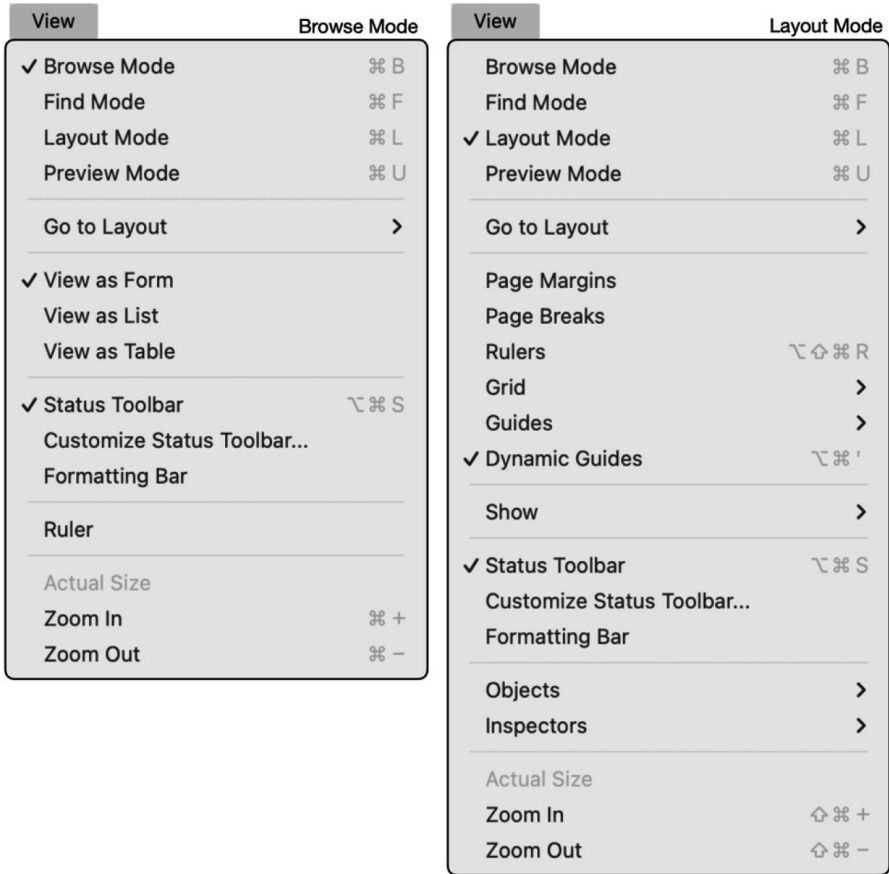 View
Browse Mode
✓ Browse Mode ⌘ B
Find Mode ⌘ F
Layout Mode ⌘ L
Preview Mode ⌘ U
Go to Layout >
✓ View as Form
View as List
View as Table
✓ Status Toolbar ⌥ ⌘ S
Customize Status Toolbar...
Formatting Bar
Ruler
Actual Size
Zoom In ⌘ +
Zoom Out ⌘ −
View
Layout Mode
Browse Mode ⌘ B
Find Mode ⌘ F
✓ Layout Mode ⌘ L
Preview Mode ⌘ U
Go to Layout >
Page Margins
Page Breaks
Rulers ⌥ ⇧ ⌘ R
Grid >
Guides >
✓ Dynamic Guides ⌥ ⌘ '
Show >
✓ Status Toolbar ⌥ ⌘ S
Customize Status Toolbar...
Formatting Bar
Objects >
Inspectors >
Actual Size
Zoom In ⇧ ⌘ +
Zoom Out ⇧ ⌘ −